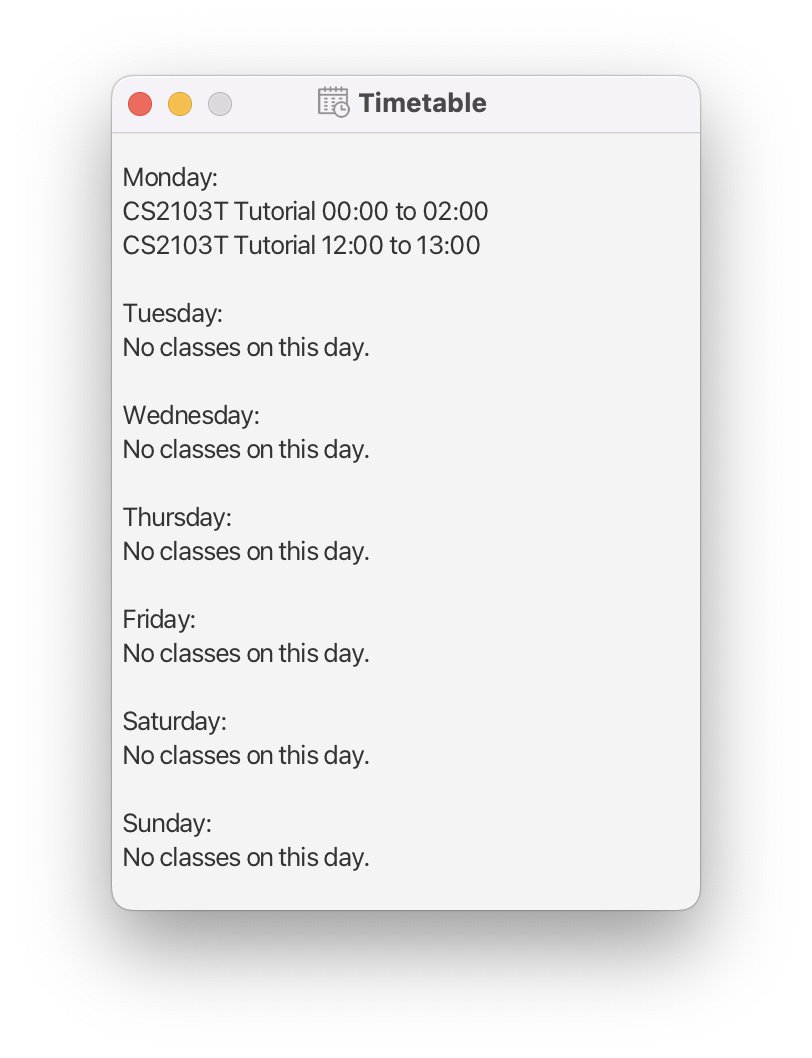 Timetable
Monday:
CS2103T Tutorial 00:00 to 02:00
CS2103T Tutorial 12:00 to 13:00
Tuesday:
No classes on this day.
Wednesday:
No classes on this day.
Thursday:
No classes on this day.
Friday:
No classes on this day.
Saturday:
No classes on this day.
Sunday:
No classes on this day.